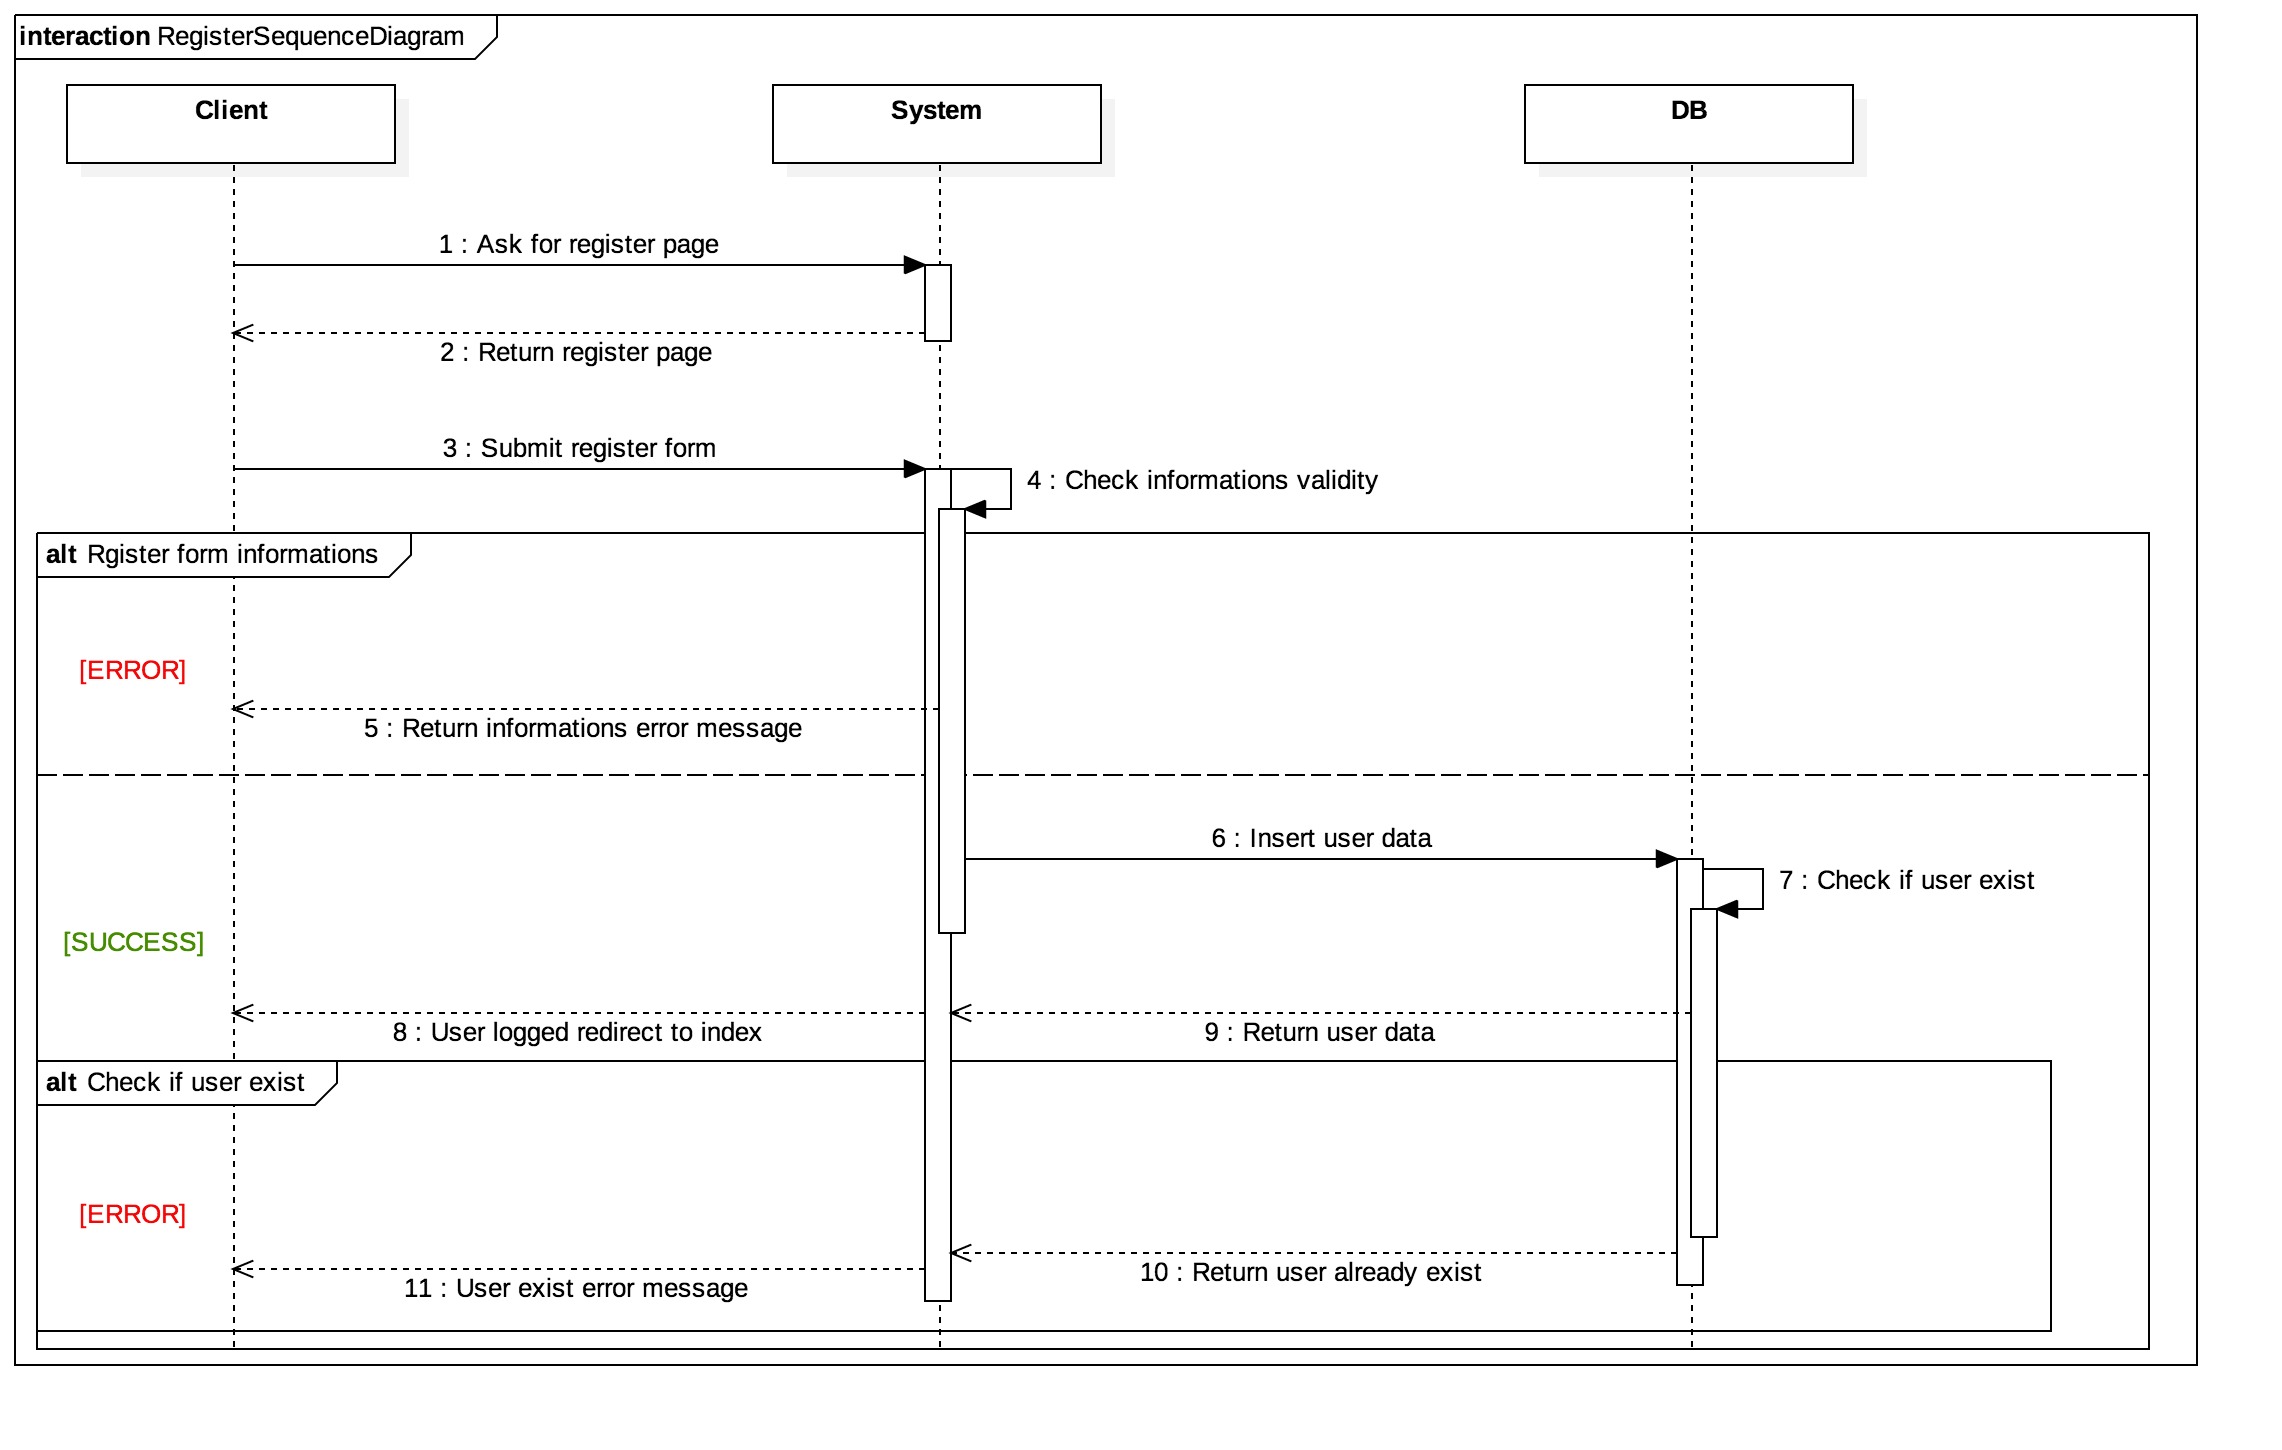 interaction RegisterSequenceDiagram
Client
System
DB
1 : Ask for register page
2 : Return register page
3 : Submit register form
4 : Check informations validity
alt Rgister form informations
[ERROR]
5 : Return informations error message
6 : Insert user data
7 : Check if user exist
[SUCCESS]
8 : User logged redirect to index
9 : Return user data
alt Check if user exist
[ERROR]
10 : Return user already exist
11 : User exist error message